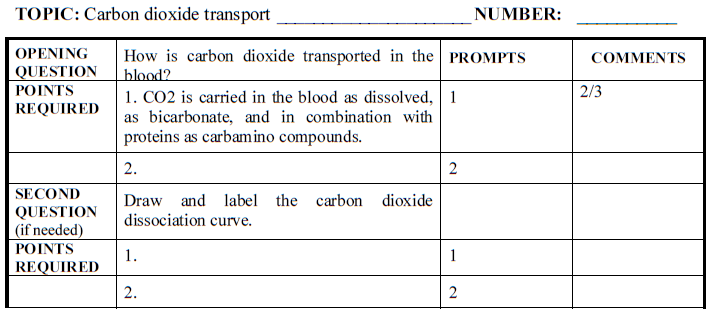 TOPIC: Carbon dioxide transport ____________________ NUMBER: __________
OPENING QUESTION How is carbon dioxide transported in the blood? PROMPTS COMMENTS
POINTS REQUIRED 1. CO2 is carried in the blood as dissolved, as bicarbonate, and in combination with proteins as carbamino compounds. 1 2/3
2. 2
SECOND QUESTION (if needed) Draw and label the carbon dioxide dissociation curve.
POINTS REQUIRED 1. 1
2. 2